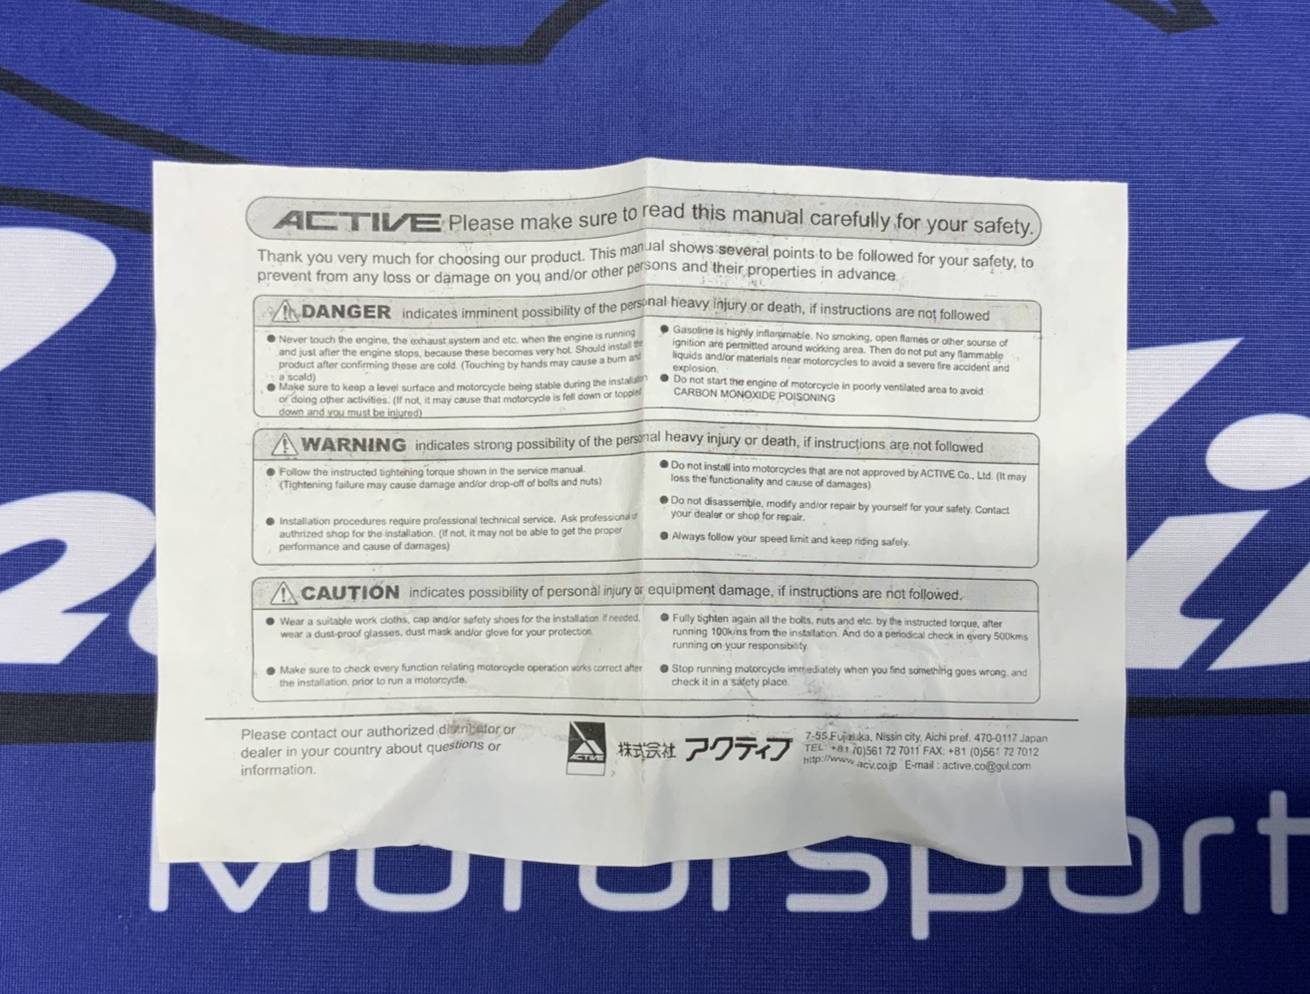 ACTIVE Please make sure to read this manual carefully for your safety.
Thank you very much for choosing our product. This manual shows several points to be followed for your safety, to
prevent from any loss or damage on you and/or other persons and their properties in advance
DANGER indicates imminent possibility of the personal heavy injury or death, if instructions are not followed
● Never touch the engine, the exhaust system and etc. when the engine is running
and just after the engine stops, because these becomes very hot. Should install the
product after confirming these are cold. (Touching by hands may cause a burn and
a scald)
● Make sure to keep a level surface and motorcycle being stable during the installation
or doing other activities. (If not, it may cause that motorcycle is fell down or toppled
down and you must be injured)
● Gasoline is highly inflammable. No smoking, open flames or other sourse of
ignition are permitted around working area. Then do not put any flammable
liquids and/or materials near motorcycles to avoid a severe fire accident and
explosion.
● Do not start the engine of motorcycle in poorly ventilated area to avoid
CARBON MONOXIDE POISONING
WARNING indicates strong possibility of the personal heavy injury or death, if instructions are not followed
● Follow the instructed tightening torque shown in the service manual.
(Tightening failure may cause damage and/or drop-off of bolts and nuts)
● Installation procedures require professional technical service. Ask professional or
authrized shop for the installation. (If not, it may not be able to get the proper
performance and cause of damages)
● Do not install into motorcycles that are not approved by ACTIVE Co., Ltd. (It may
loss the functionality and cause of damages)
● Do not disassemble, modify and/or repair by yourself for your safety. Contact
your dealer or shop for repair.
● Always follow your speed limit and keep riding safely.
CAUTION indicates possibility of personal injury or equipment damage, if instructions are not followed.
● Wear a suitable work cloths, cap and/or safety shoes for the installation if needed,
wear a dust-proof glasses, dust mask and/or glove for your protection.
● Make sure to check every function relating motorcycle operation works correct after
the installation, prior to run a motorcycle.
● Fully tighten again all the bolts, nuts and etc. by the instructed torque, after
running 100kms from the installation. And do a periodical check in every 500kms
running on your responsibility.
● Stop running motorcycle immediately when you find something goes wrong, and
check it in a safety place.
Please contact our authorized distributor or
dealer in your country about questions or
information.
ACTIVE
株式会社 アクティブ
7-55 Nissin city, Aichi pref. 470-0117 Japan
TEL +81 (0)561 72 7011 FAX: +81 (0)561 72 7012
http://www.acv.co.jp E-mail : active.co@gol.com
Motorsport